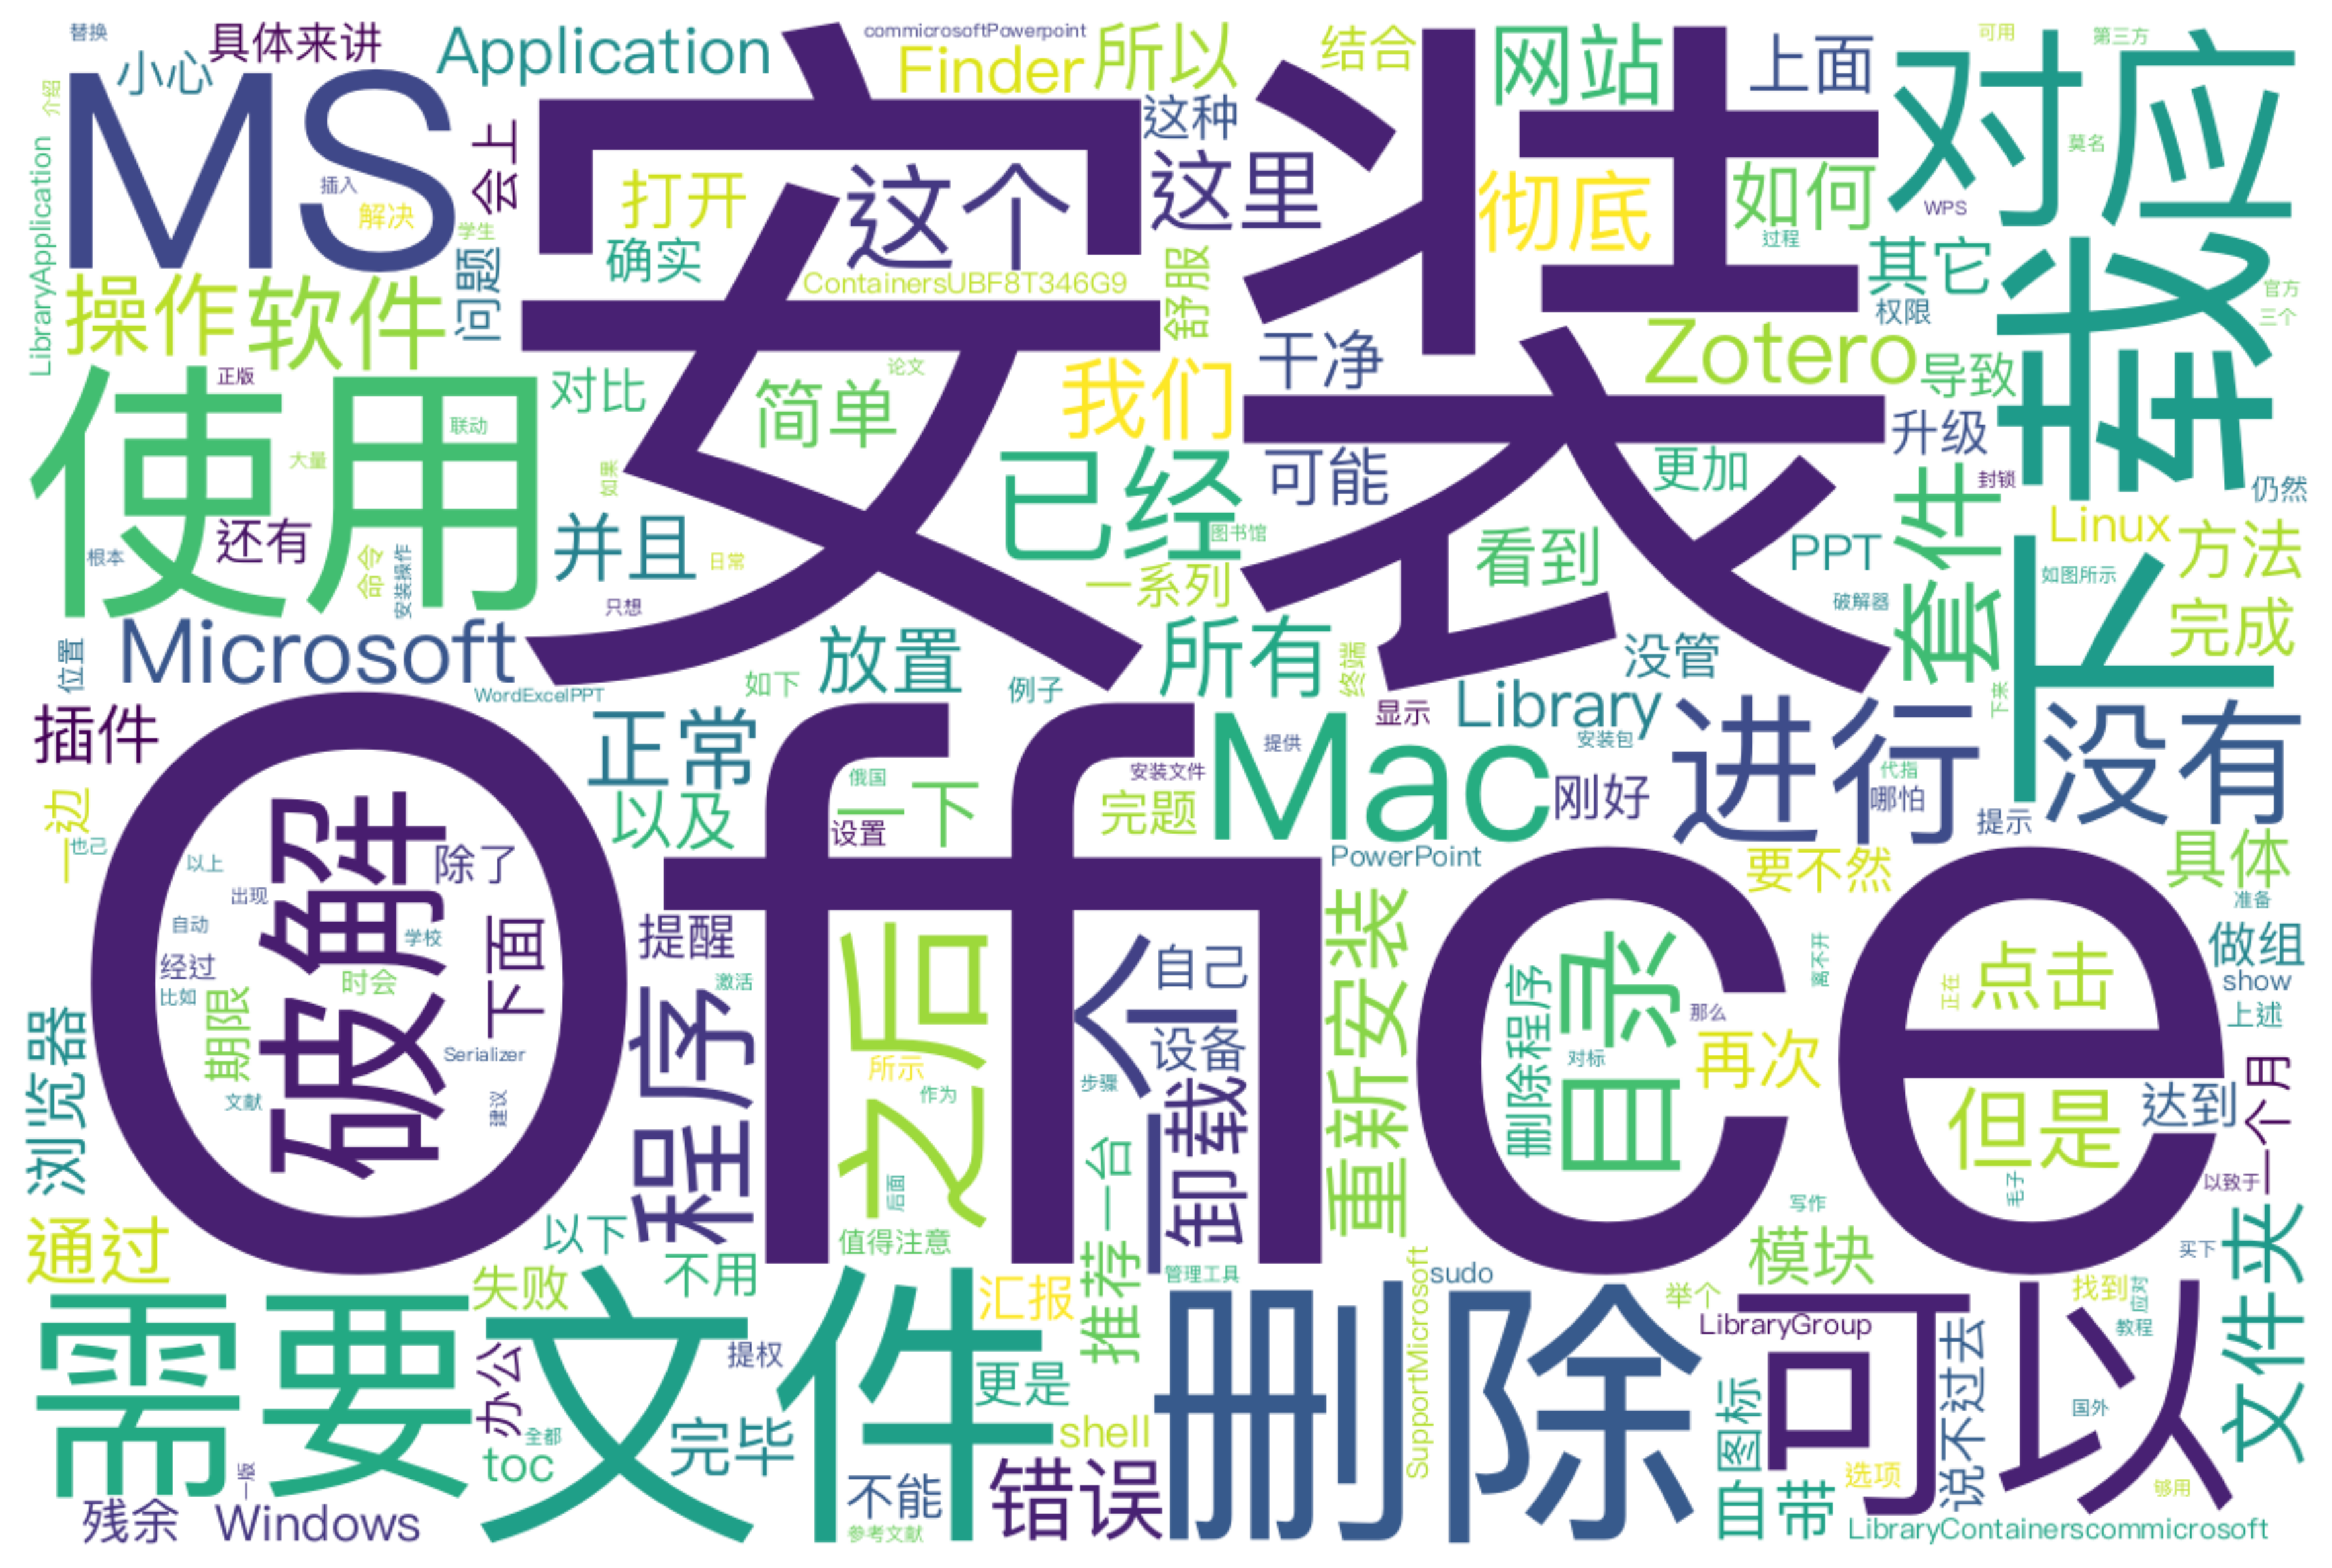 替换
小心
具体来讲
Application
commicrosoftPowerpoint
Finder
所以
结合
网站
上面
可用
第三方
对应
介绍
MS
会上
安装
这种
莫名
LibraryApplication
插入
解决
学生
打开
这个
这里
彻底
如何
WPS
确实
过程
其它
下载
官方
三个
ContainersUBF8T346G9
舒服
权限
操作
软件
问题
干净
Zotero
导致
正版
使用
联动
大量
对比
简单
论文
我们
升级
可能
更加
封锁
仍然
如果
已经
图书馆
还有
根本
命令
安装操作
并且
日常
一系列
看到
PPT
套件
Linux
方法
如图所示
只想
破解器
完成
位置
Microsoft
WordExcelPPT
如下
放置
例子
所有
终端
没管
下来
插件
正常
Library
显示
安装包
进行
没有
Office
俄国
一下
提供
安装文件
Mac
刚好
代指
哪怕
提示
一边
也己
以及
设置
完题
PowerPoint
要不然
具体
以上
除了
出现
破解
自动
学校
下面
提醒
重新安装
准备
做组
经过
比如
时会
激活
之后
个人
自己
删除程序
目录
那么
离不开
正在
点击
show
上述
浏览器
期限
Serializer
程序
所示
设备
对标
再次
一个月
文献
建议
作为
步骤
卸载
但是
达到
后面
一台
毛子
以致于
通过
以下
值得注意
写作
模块
买下
文件夹
失败
不用
汇报
推荐
管理工具
SupportMicrosoft
sudo
举个
找到
应对
需要
文件
删除
LibraryGroup
可以
教程
办公
提权
更是
自带
图标
说不过去
国外
全都
toc
完毕
shell
一版
选项
够用
残余
Windows
不能
错误
参考文献
LibraryContainerscommicrosoft